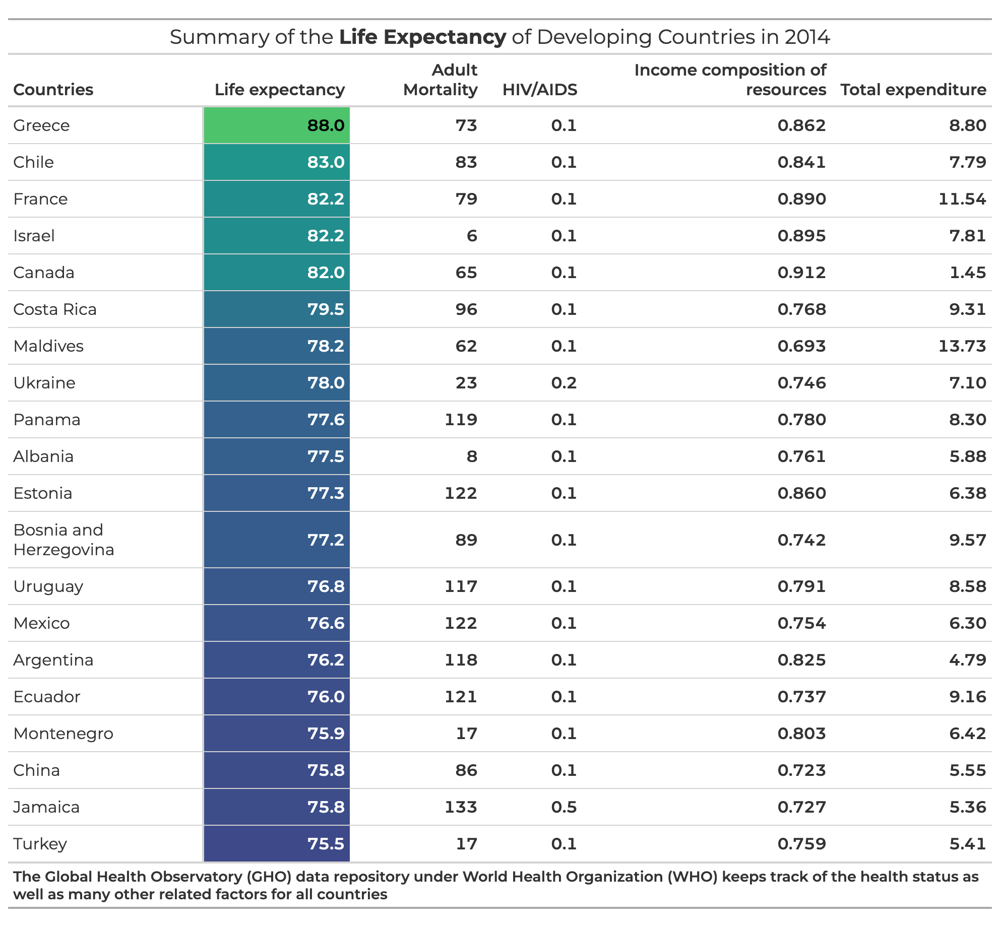 Summary of the Life Expectancy of Developing Countries in 2014
Countries Life expectancy Adult Mortality HIV/AIDS Income composition of resources Total expenditure
Greece 88.0 73 0.1 0.862 8.80
Chile 83.0 83 0.1 0.841 7.79
France 82.2 79 0.1 0.890 11.54
Israel 82.2 6 0.1 0.895 7.81
Canada 82.0 65 0.1 0.912 1.45
Costa Rica 79.5 96 0.1 0.768 9.31
Maldives 78.2 62 0.1 0.693 13.73
Ukraine 78.0 23 0.2 0.746 7.10
Panama 77.6 119 0.1 0.780 8.30
Albania 77.5 8 0.1 0.761 5.88
Estonia 77.3 122 0.1 0.860 6.38
Bosnia and Herzegovina 77.2 89 0.1 0.742 9.57
Uruguay 76.8 117 0.1 0.791 8.58
Mexico 76.6 122 0.1 0.754 6.30
Argentina 76.2 118 0.1 0.825 4.79
Ecuador 76.0 121 0.1 0.737 9.16
Montenegro 75.9 17 0.1 0.803 6.42
China 75.8 86 0.1 0.723 5.55
Jamaica 75.8 133 0.5 0.727 5.36
Turkey 75.5 17 0.1 0.759 5.41
The Global Health Observatory (GHO) data repository under World Health Organization (WHO) keeps track of the health status as
well as many other related factors for all countries